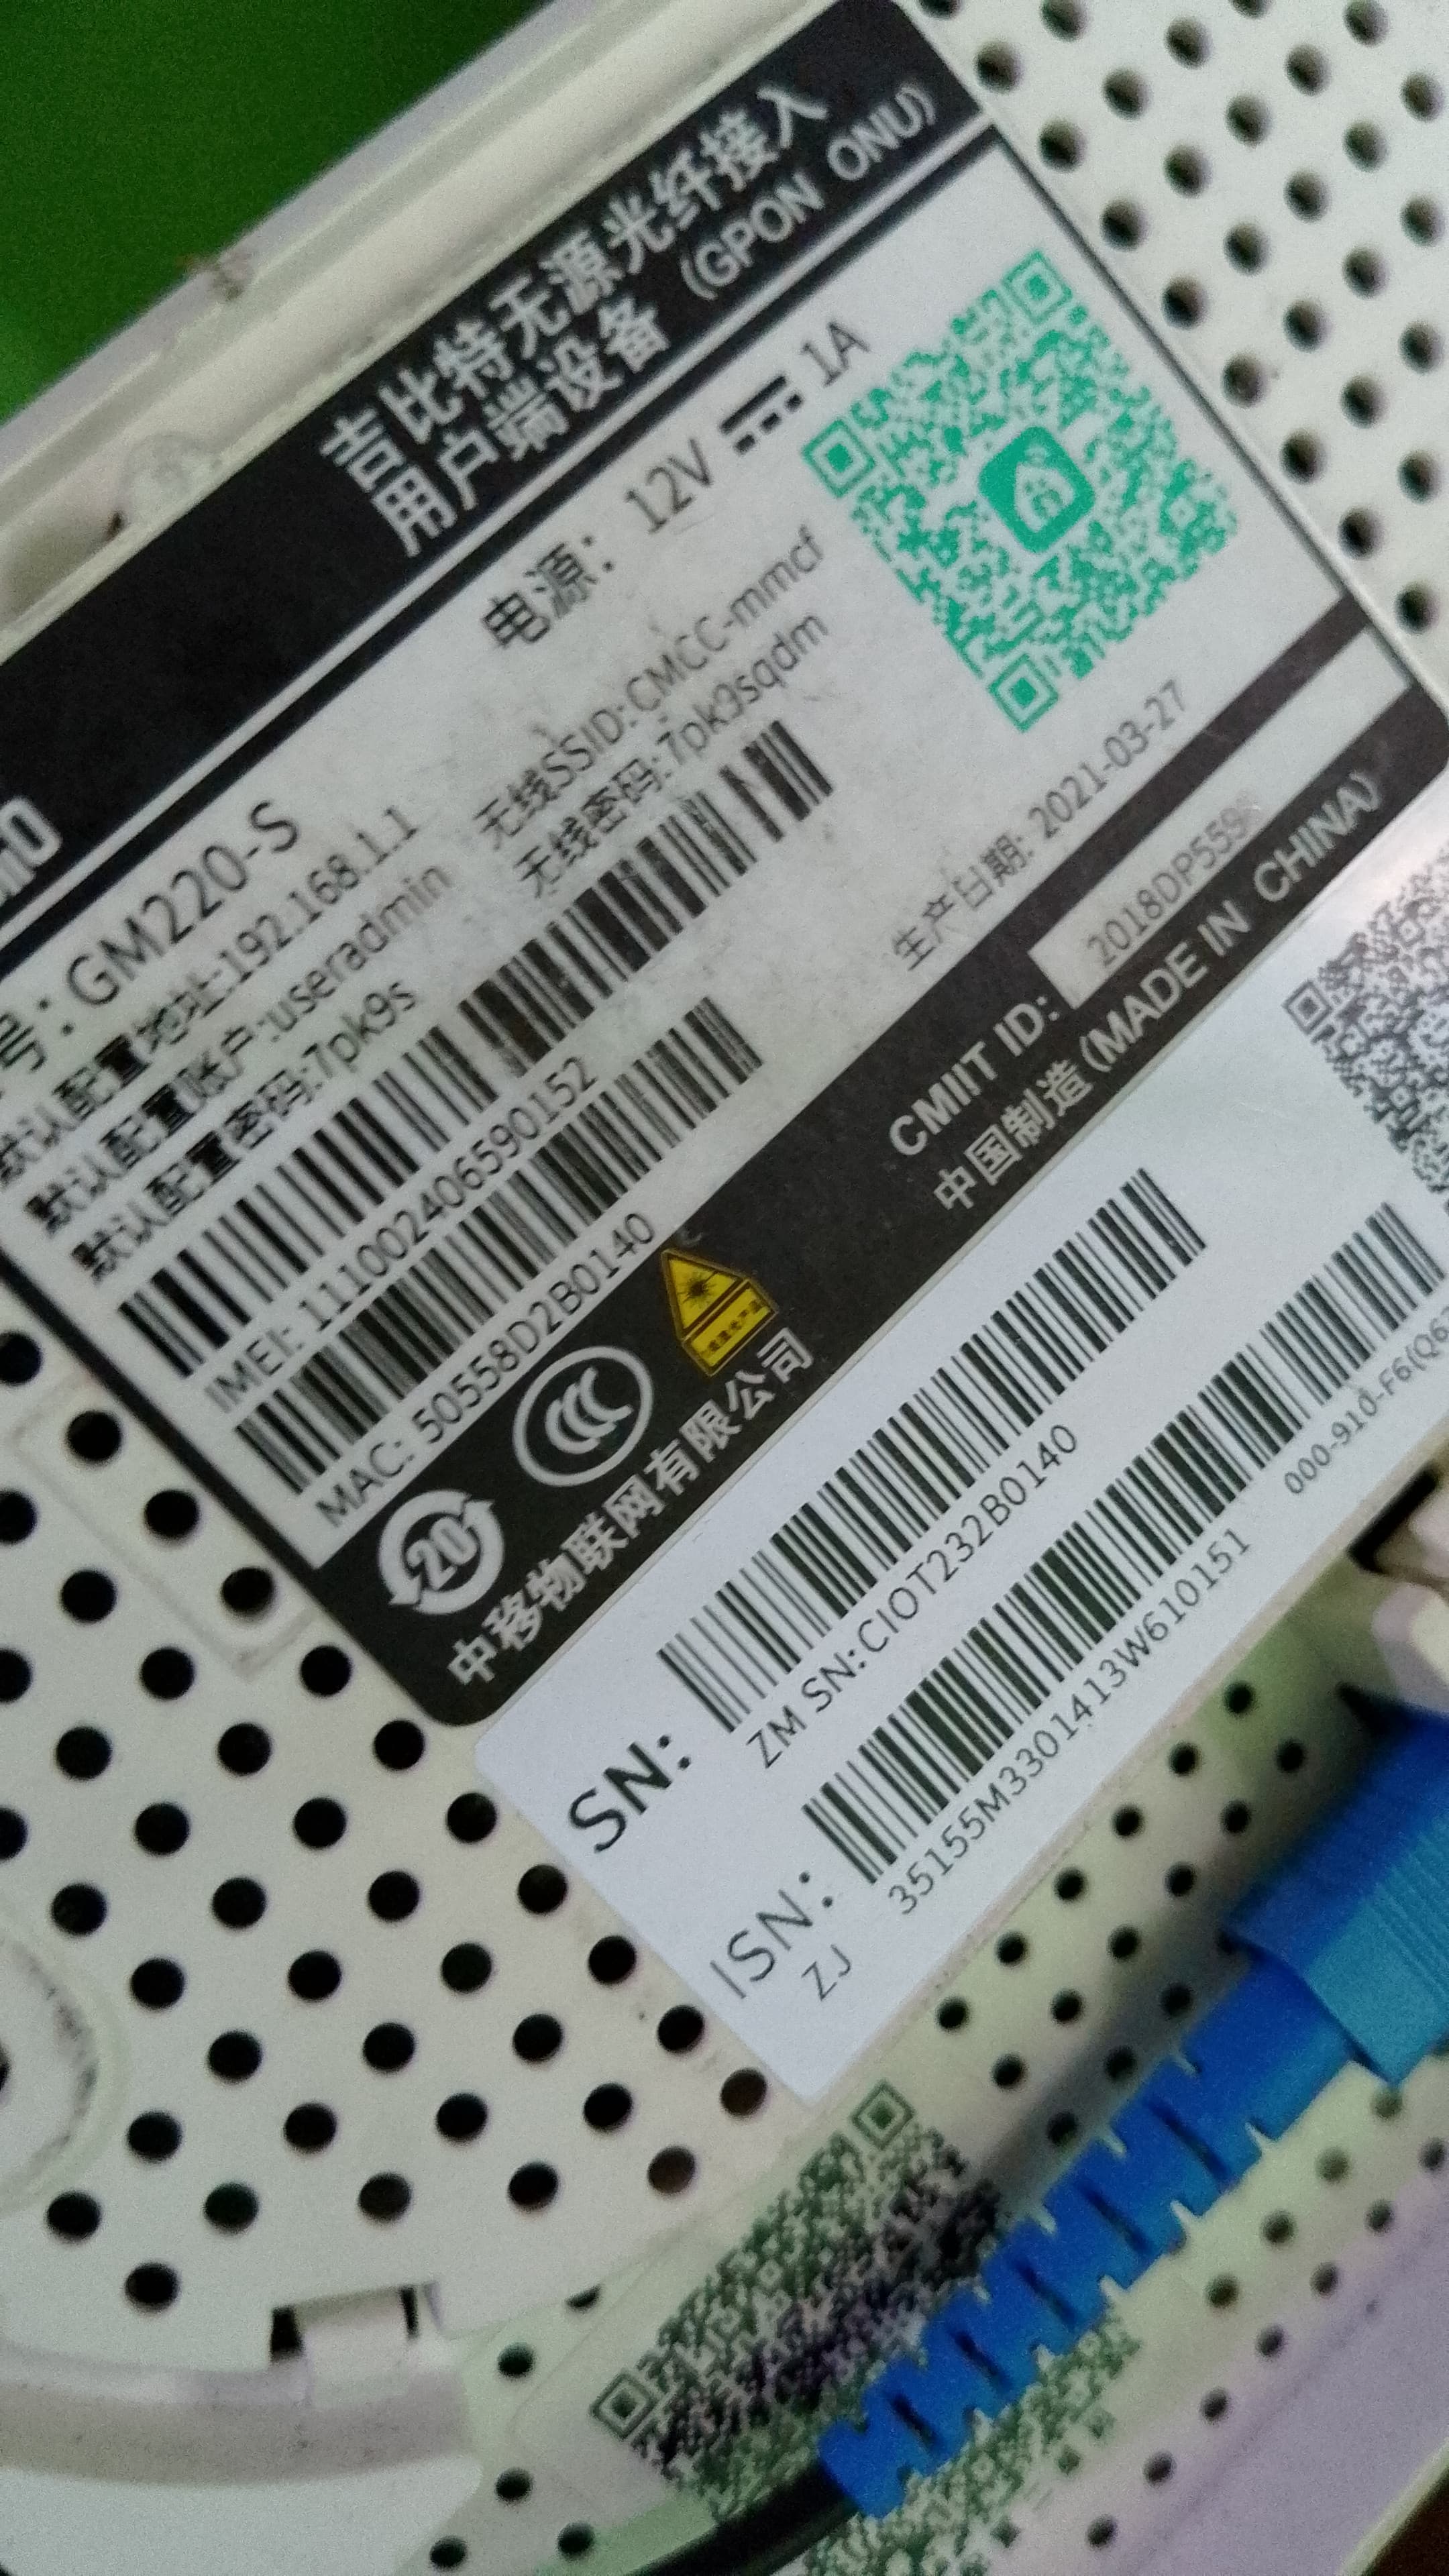 吉比特无源光纤接入
用户端设备 (GPON ONU)
号: GM220-S
电源: 12V 1A
默认配置地址:192.168.1.1
默认配置账户:useradmin
默认配置密码:7pk9s
无线SSID:CMCC-mmcf
无线密码:7pk3sqdm
IMEI: 111002406590152
MAC: 50558D2B0140
生产日期: 2021-03-27
20
CMIIT ID:
中国制造(MADE IN CHINA)
中移物联网有限公司
SN:
ZM SN:CIOT232B0140
ISN:
35155M3301413W610151
ZJ